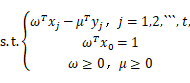 s.t. { ω^T x_j − μ^T y_j ， j = 1,2,```, t,
ω^T x_0 = 1
ω ≥ 0 ， μ ≥ 0